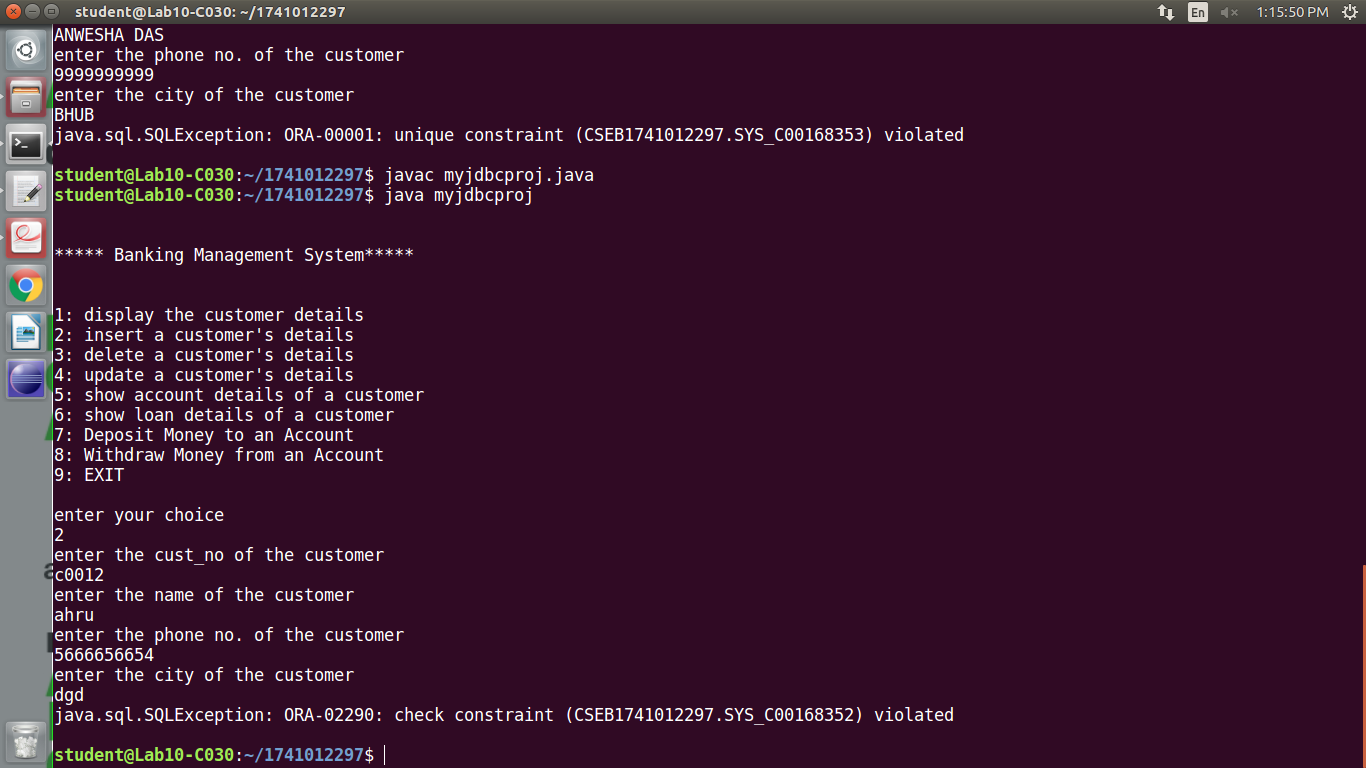 student@Lab10-C030: ~/1741012297
En
1:15:50 PM
ANWESHA DAS
enter the phone no. of the customer
9999999999
enter the city of the customer
BHUB
java.sql.SQLException: ORA-00001: unique constraint (CSEB1741012297.SYS_C00168353) violated
student@Lab10-C030:~/1741012297$ javac myjdbcproj.java
student@Lab10-C030:~/1741012297$ java myjdbcproj
***** Banking Management System*****
1: display the customer details
2: insert a customer's details
3: delete a customer's details
4: update a customer's details
5: show account details of a customer
6: show loan details of a customer
7: Deposit Money to an Account
8: Withdraw Money from an Account
9: EXIT
enter your choice
2
enter the cust_no of the customer
c0012
enter the name of the customer
ahru
enter the phone no. of the customer
5666656654
enter the city of the customer
dgd
java.sql.SQLException: ORA-02290: check constraint (CSEB1741012297.SYS_C00168352) violated
student@Lab10-C030:~/1741012297$